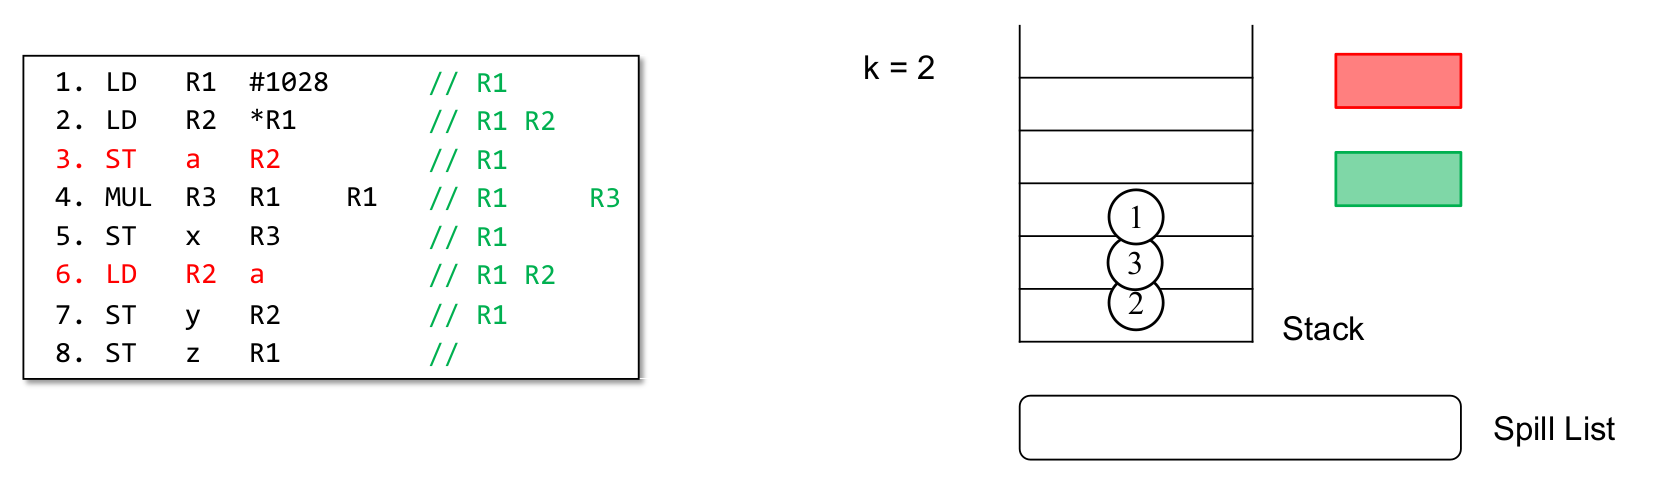 1. LD R1 #1028 // R1
2. LD R2 *R1 // R1 R2
3. ST a R2 // R1
4. MUL R3 R1 R1 // R1 R3
5. ST x R3 // R1
6. LD R2 a // R1 R2
7. ST y R2 // R1
8. ST z R1 //
k = 2
1
3
2
Stack
Spill List